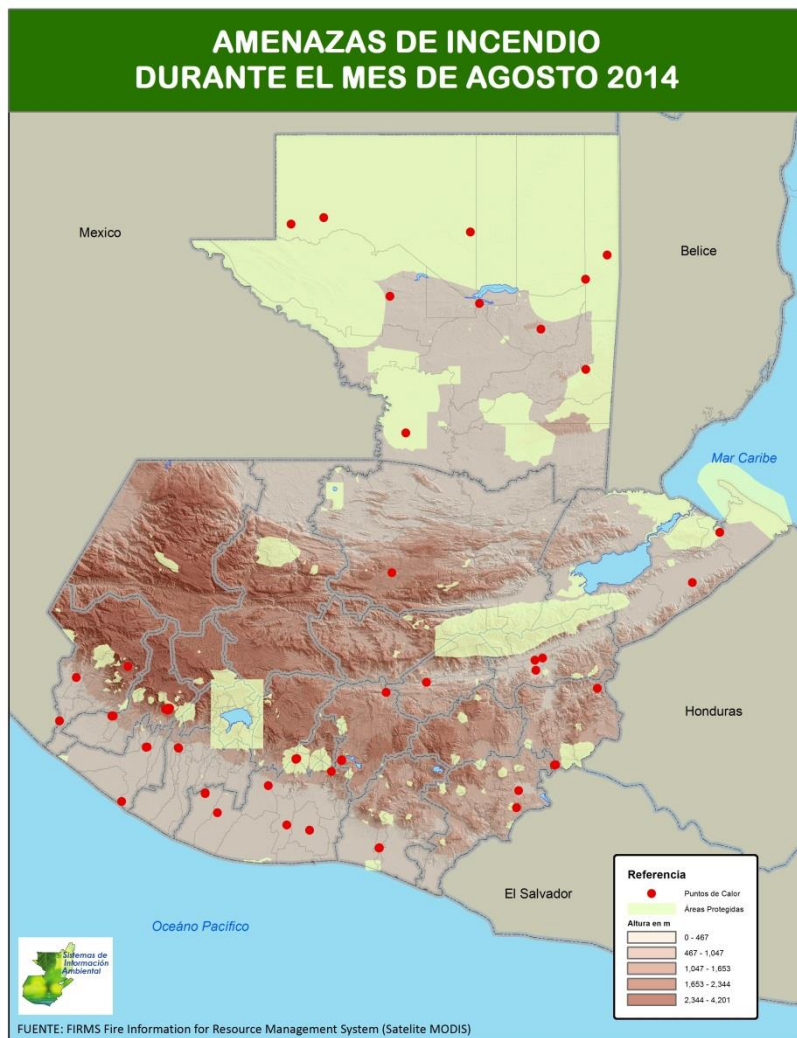 AMENAZAS DE INCENDIO
DURANTE EL MES DE AGOSTO 2014
Mexico
Belice
Mar Caribe
Honduras
El Salvador
Oceáno Pacífico
Referencia
Puntos de Calor
Áreas Protegidas
Altura en m
0 - 467
467 - 1,047
1,047 - 1,653
1,653 - 2,344
2,344 - 4,201
Sistemas de
Información
Ambiental
FUENTE: FIRMS Fire Information for Resource Management System (Satelite MODIS)